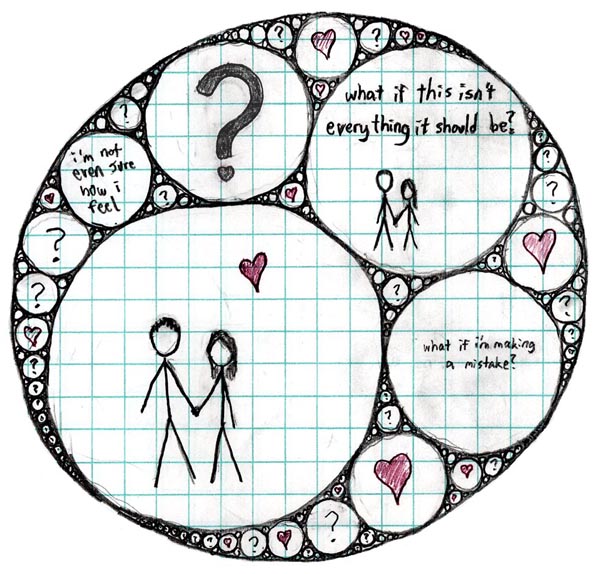 ?
?
what if this isn't
everything it should be?
?
i'm not
even sure
how i
feel
?
?
?
?
?
?
?
?
what if i'm making
a mistake?
?
?
?
?